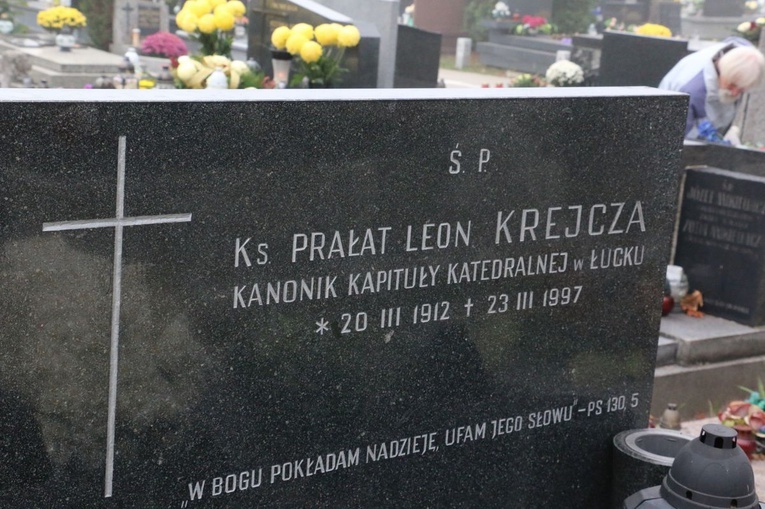 Ś. P.
Ks. PRAŁAT LEON KREJCZA
KANONIK KAPITUŁY KATEDRALNEJ w ŁUCKU
* 20 III 1912 + 23 III 1997
„W BOGU POKŁADAM NADZIEJĘ, UFAM JEGO SŁOWU"–PS 130, 5